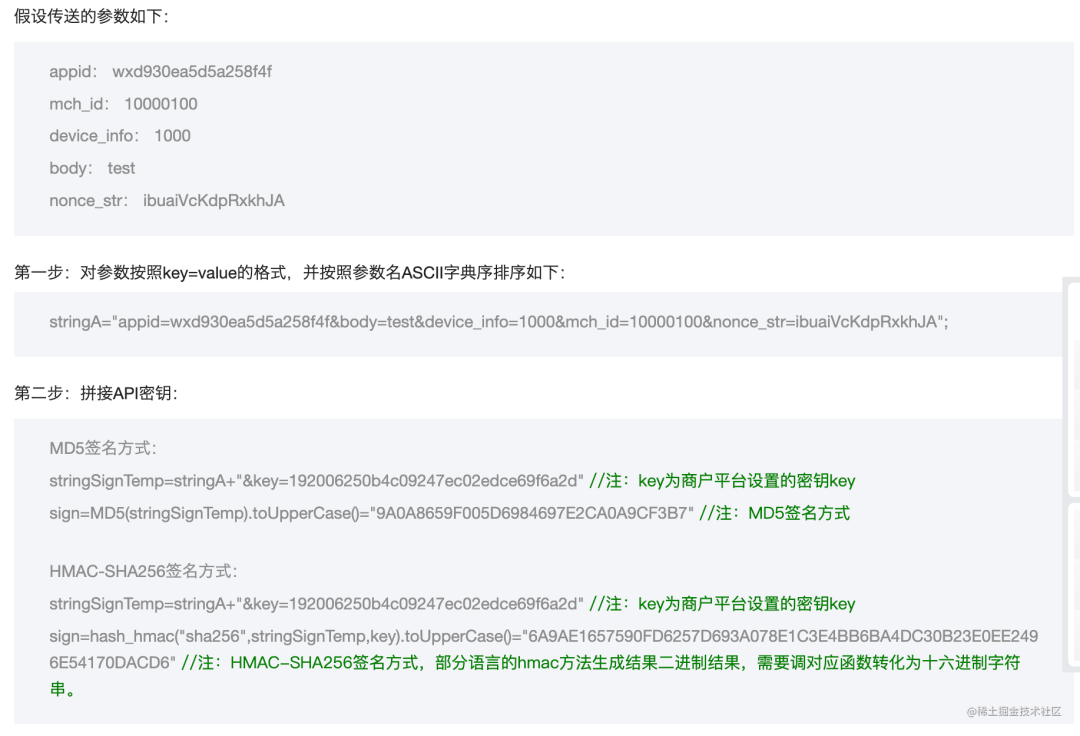 假设传送的参数如下：
appid： wxd930ea5d5a258f4f
mch_id： 10000100
device_info： 1000
body： test
nonce_str： ibuaiVcKdpRxkhJA
第一步：对参数按照key=value的格式，并按照参数名ASCII字典序排序如下：
stringA="appid=wxd930ea5d5a258f4f&body=test&device_info=1000&mch_id=10000100&nonce_str=ibuaiVcKdpRxkhJA";
第二步：拼接API密钥：
MD5签名方式：
stringSignTemp=stringA+"&key=192006250b4c09247ec02edce69f6a2d" //注：key为商户平台设置的密钥key
sign=MD5(stringSignTemp).toUpperCase()="9A0A8659F005D6984697E2CA0A9CF3B7" //注：MD5签名方式
HMAC-SHA256签名方式：
stringSignTemp=stringA+"&key=192006250b4c09247ec02edce69f6a2d" //注：key为商户平台设置的密钥key
sign=hash_hmac("sha256",stringSignTemp,key).toUpperCase()="6A9AE1657590FD6257D693A078E1C3E4BB6BA4DC30B23E0EE249
6E54170DACD6" //注：HMAC-SHA256签名方式，部分语言的hmac方法生成结果二进制结果，需要调对应函数转化为十六进制字符
串。
@稀土掘金技术社区